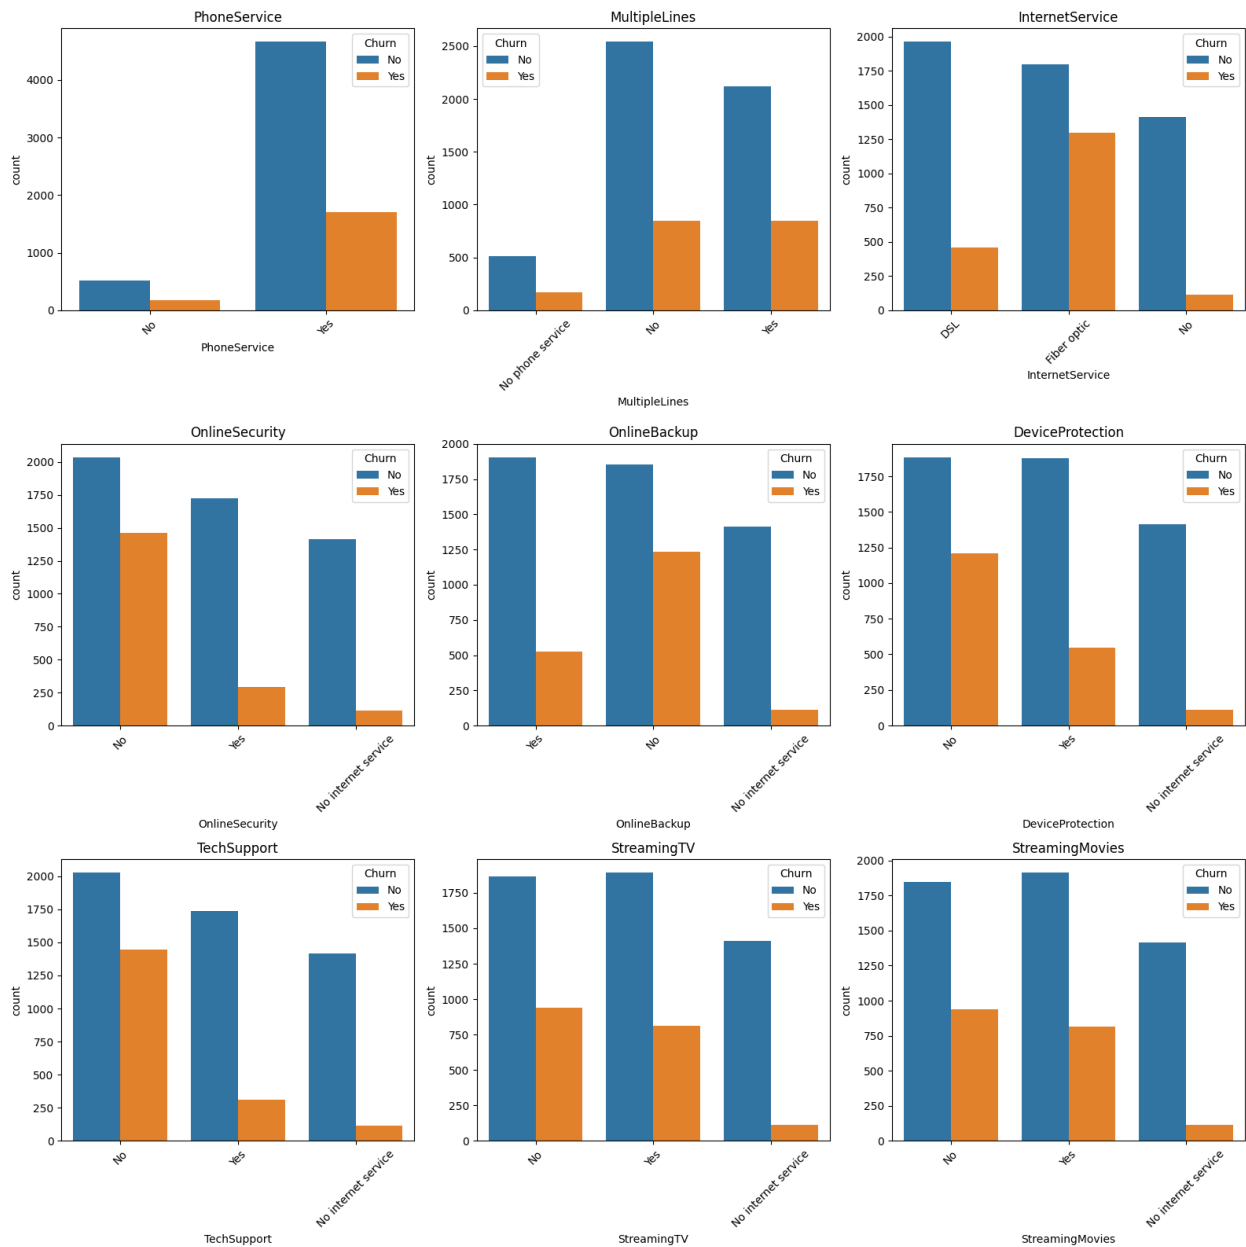 PhoneService
Churn
No
Yes
4000
3000
2000
1000
0
count
No
Yes
PhoneService
MultipleLines
Churn
No
Yes
2500
2000
1500
1000
500
0
count
No phone service
No
Yes
MultipleLines
InternetService
Churn
No
Yes
2000
1750
1500
1250
1000
750
500
250
0
count
DSL
Fiber optic
No
InternetService
OnlineSecurity
Churn
No
Yes
2000
1750
1500
1250
1000
750
500
250
0
count
No
Yes
No internet service
OnlineSecurity
OnlineBackup
Churn
No
Yes
2000
1750
1500
1250
1000
750
500
250
0
count
Yes
No
No internet service
OnlineBackup
DeviceProtection
Churn
No
Yes
1750
1500
1250
1000
750
500
250
0
count
No
Yes
No internet service
DeviceProtection
TechSupport
Churn
No
Yes
2000
1750
1500
1250
1000
750
500
250
0
count
No
Yes
No internet service
TechSupport
StreamingTV
Churn
No
Yes
1750
1500
1250
1000
750
500
250
0
count
No
Yes
No internet service
StreamingTV
StreamingMovies
Churn
No
Yes
2000
1750
1500
1250
1000
750
500
250
0
count
No
Yes
No internet service
StreamingMovies